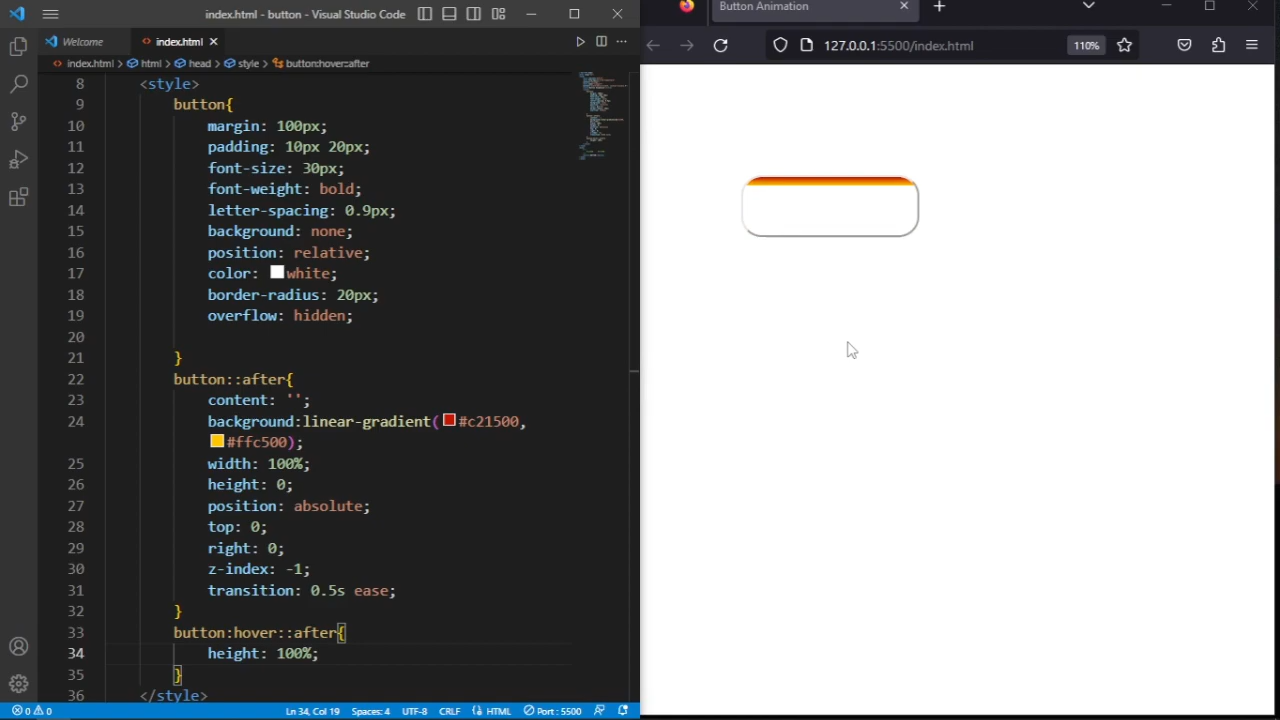 index.html - button - Visual Studio Code
Welcome
index.html
index.html > html > head > style > button:hover::after
8 <style>
9 button{
10 margin: 100px;
11 padding: 10px 20px;
12 font-size: 30px;
13 font-weight: bold;
14 letter-spacing: 0.9px;
15 background: none;
16 position: relative;
17 color: white;
18 border-radius: 20px;
19 overflow: hidden;
20
21 }
22 button::after{
23 content: '';
24 background:linear-gradient(#c21500,
#ffc500);
25 width: 100%;
26 height: 0;
27 position: absolute;
28 top: 0;
29 right: 0;
30 z-index: -1;
31 transition: 0.5s ease;
32 }
33 button:hover::after{
34 height: 100%;
35 }
36 </style>
0 0 Ln 34, Col 19 Spaces: 4 UTF-8 CRLF HTML Port : 5500
Button Animation
127.0.0.1:5500/index.html 110%